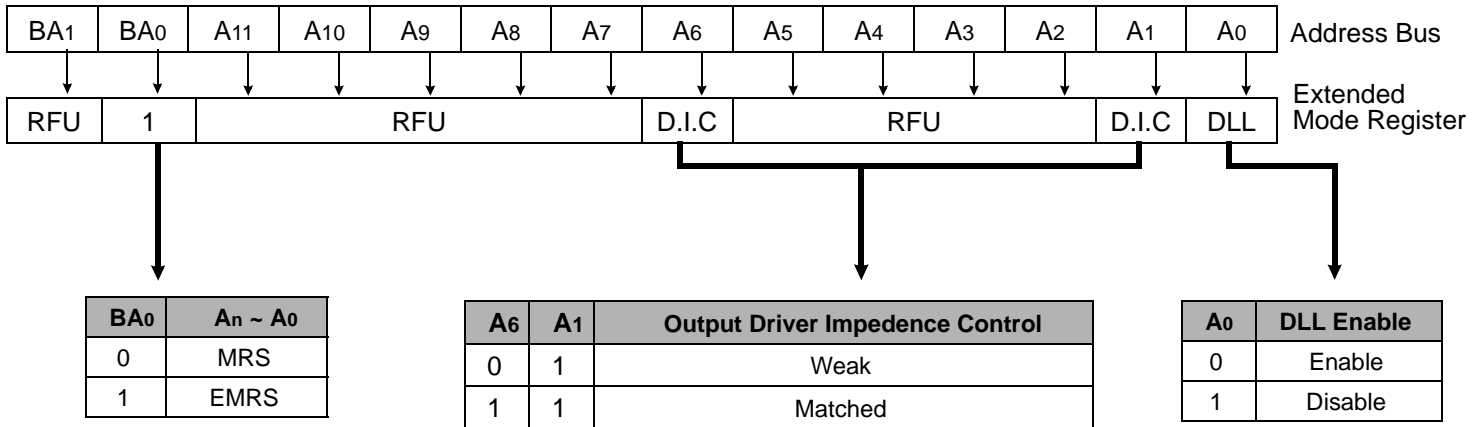 BA1 BA0 A11 A10 A9 A8 A7 A6 A5 A4 A3 A2 A1 A0 Address Bus
RFU 1 RFU D.I.C RFU D.I.C DLL Extended Mode Register
BA0 An ~ A0
0 MRS
1 EMRS
A6 A1 Output Driver Impedence Control
0 1 Weak
1 1 Matched
A0 DLL Enable
0 Enable
1 Disable